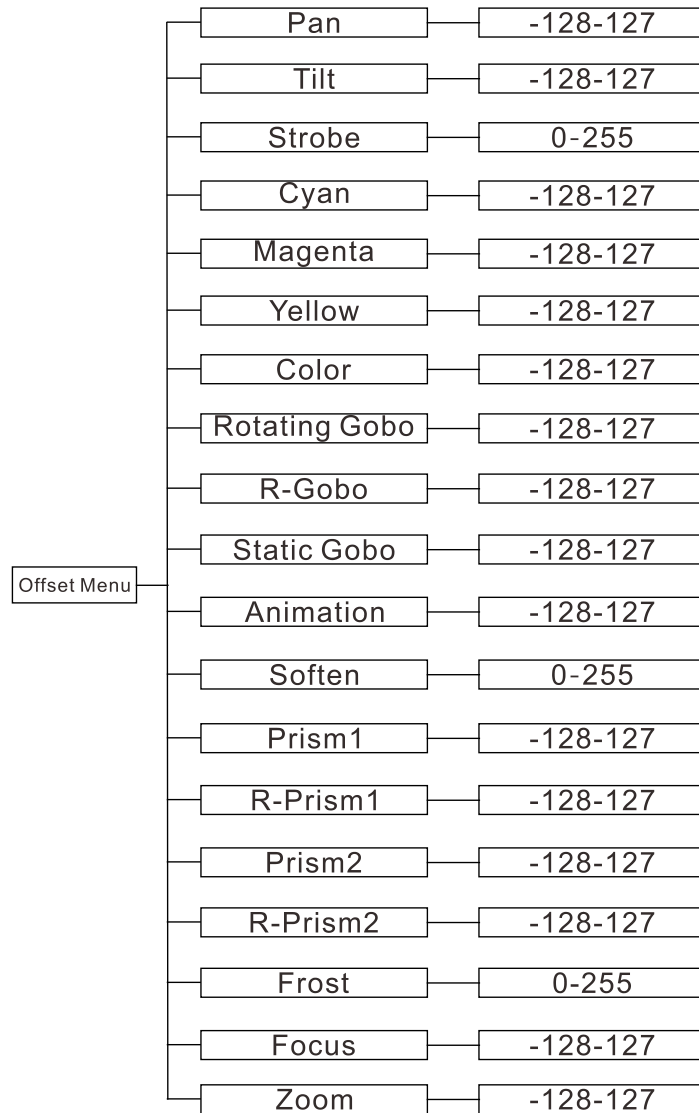 Pan -128-127
Tilt -128-127
Strobe 0-255
Cyan -128-127
Magenta -128-127
Yellow -128-127
Color -128-127
Rotating Gobo -128-127
R-Gobo -128-127
Static Gobo -128-127
Offset Menu
Animation -128-127
Soften 0-255
Prism1 -128-127
R-Prism1 -128-127
Prism2 -128-127
R-Prism2 -128-127
Frost 0-255
Focus -128-127
Zoom -128-127